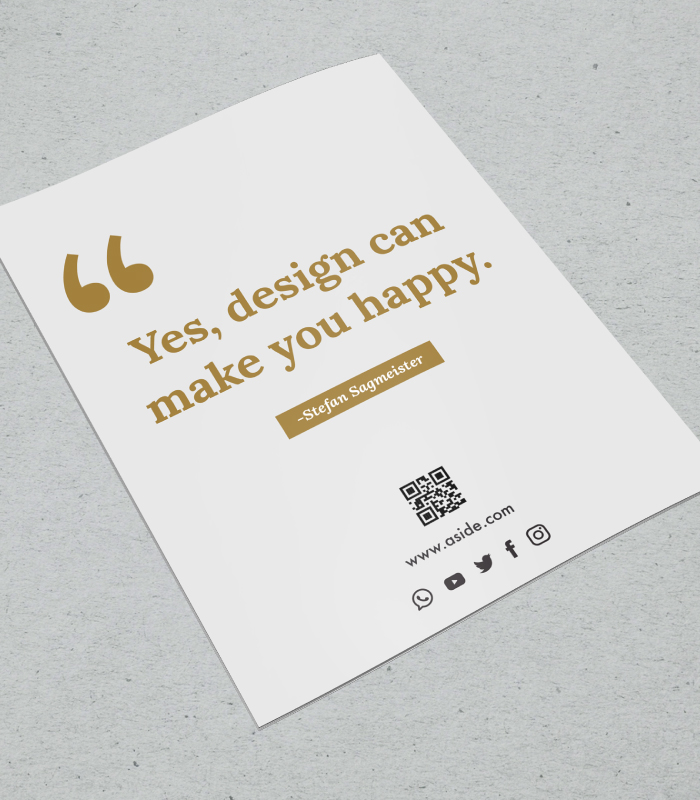 “
Yes, design can
make you happy.
-Stefan Sagmeister
www.aside.com